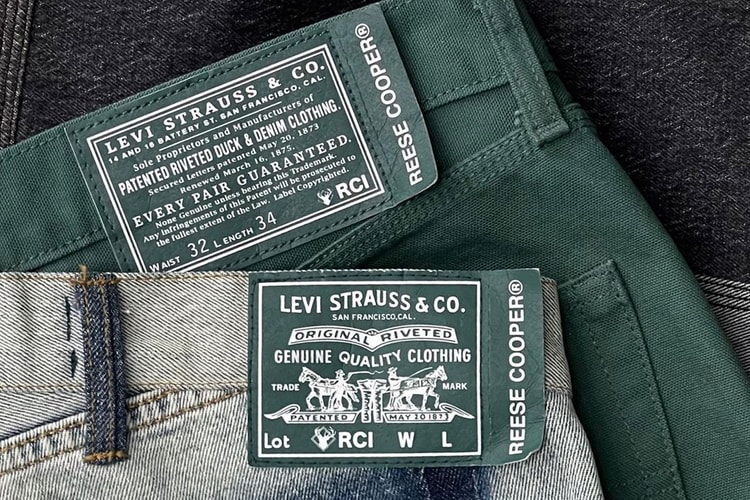 LEVI STRAUSS & CO.
14 AND 16 BATTERY ST. SAN FRANCISCO, CAL.
Sole Proprietors and Manufacturers of
PATENTED RIVETED DUCK & DENIM CLOTHING.
Secured Letters Patented May 20, 1873
Renewed March 16, 1875.
EVERY PAIR GUARANTEED.
None Genuine unless bearing this Trademark.
Any infringements of this Patent will be prosecuted to
the fullest extent of the Law. Label Copyrighted.
RCI
WAIST 32 LENGTH 34
REESE COOPER®
LEVI STRAUSS & CO.
SAN FRANCISCO, CAL.
ORIGINAL RIVETED
GENUINE QUALITY CLOTHING
TRADE MARK
PATENTED MAY 20 1873
Lot RCI W L
REESE COOPER®